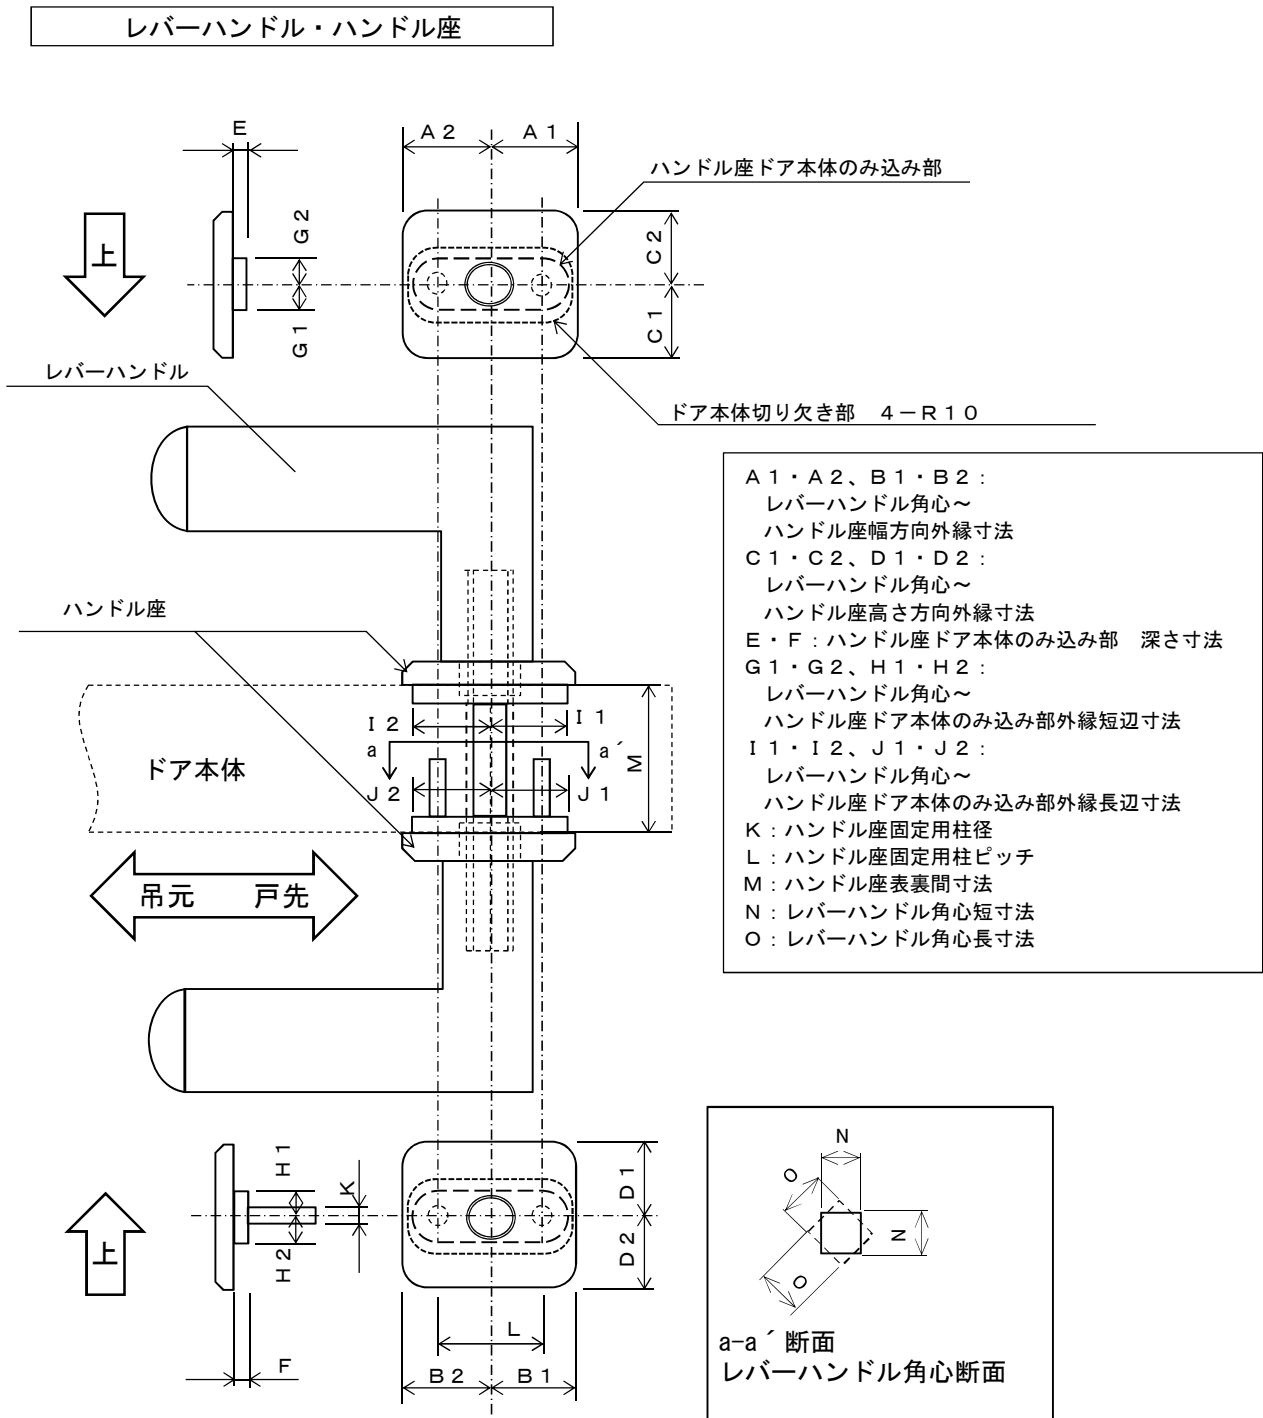 レバーハンドル・ハンドル座
E
A2
A1
ハンドル座ドア本体のみ込み部
上
G2
G1
C2
C1
レバーハンドル
ドア本体切り欠き部 4-R10
A1・A2、B1・B2:
レバーハンドル角心~
ハンドル座幅方向外縁寸法
C1・C2、D1・D2:
レバーハンドル角心~
ハンドル座高さ方向外縁寸法
E・F:ハンドル座ドア本体のみ込み部 深さ寸法
G1・G2、H1・H2:
レバーハンドル角心~
ハンドル座ドア本体のみ込み部外縁短辺寸法
I1・I2、J1・J2:
レバーハンドル角心~
ハンドル座ドア本体のみ込み部外縁長辺寸法
K:ハンドル座固定用柱径
L:ハンドル座固定用柱ピッチ
M:ハンドル座表裏間寸法
N:レバーハンドル角心短寸法
O:レバーハンドル角心長寸法
ハンドル座
I2
I1
a
a´
M
ドア本体
J2
J1
吊元 戸先
上
H1
H2
K
D1
D2
F
L
B2
B1
N
O
N
O
a-a´断面
レバーハンドル角心断面